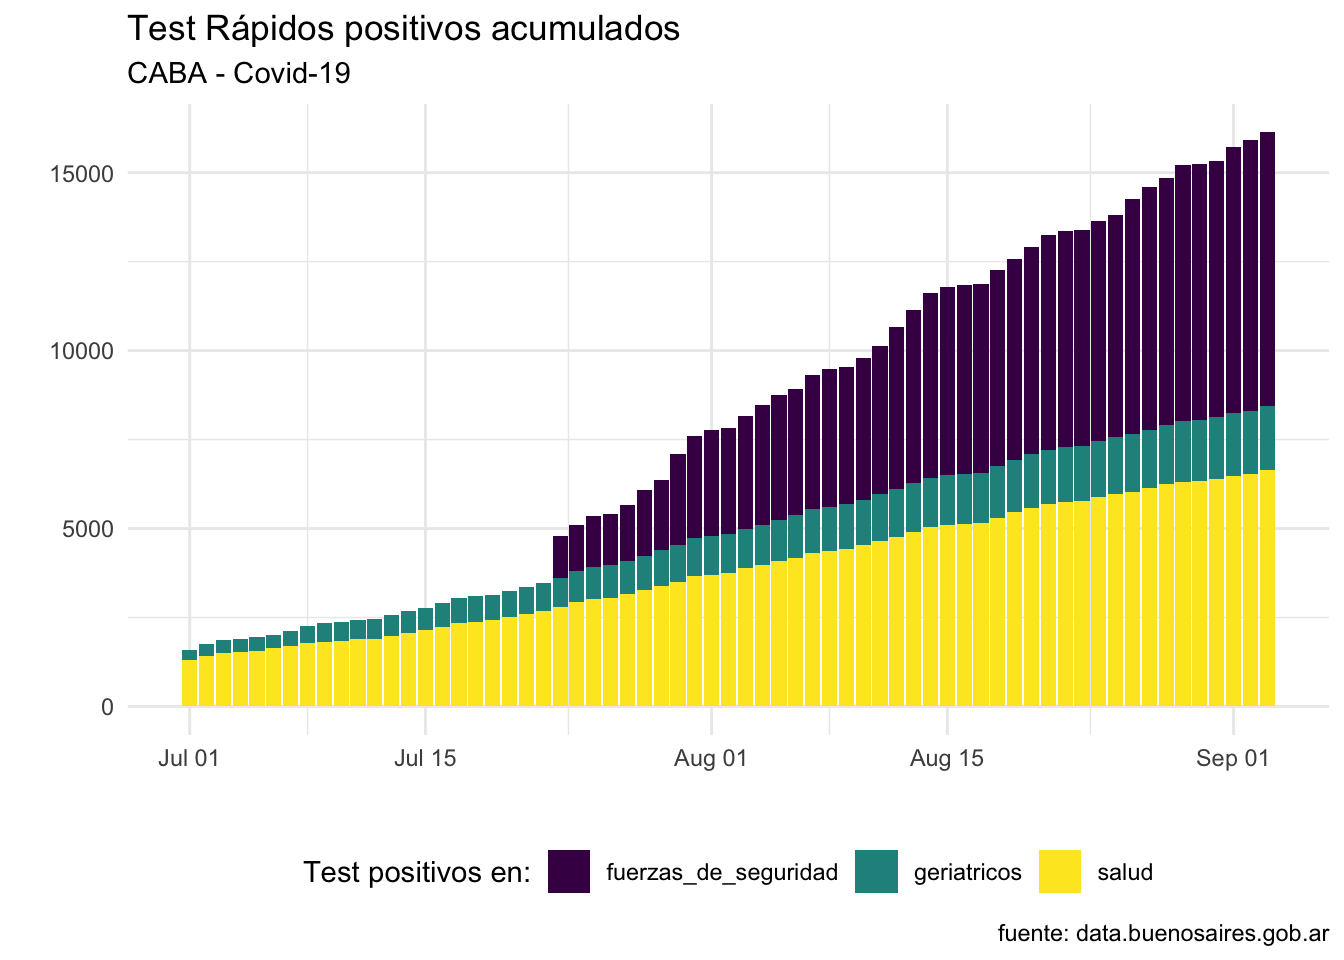 Test Rápidos positivos acumulados
CABA - Covid-19
15000
10000
5000
0
Jul 01 Jul 15 Aug 01 Aug 15 Sep 01
Test positivos en: fuerzas_de_seguridad geriatricos salud
fuente: data.buenosaires.gob.ar